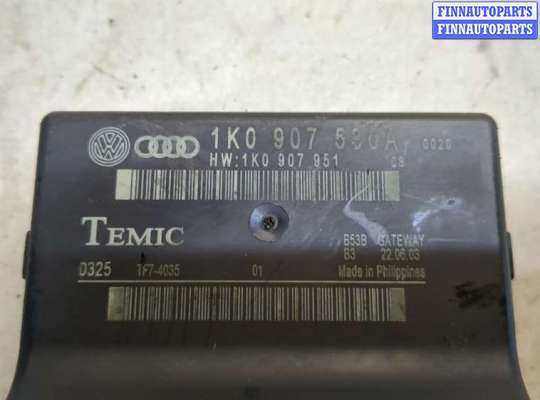 FINNAUTOPARTS
FINNAUTOPARTS
1K0 907 530A 0020
HW:1K0 907 951 08
TEMIC
B53B GATEWAY
B3 22.06.03
0325 1F7-4035 01 Made in Philippines